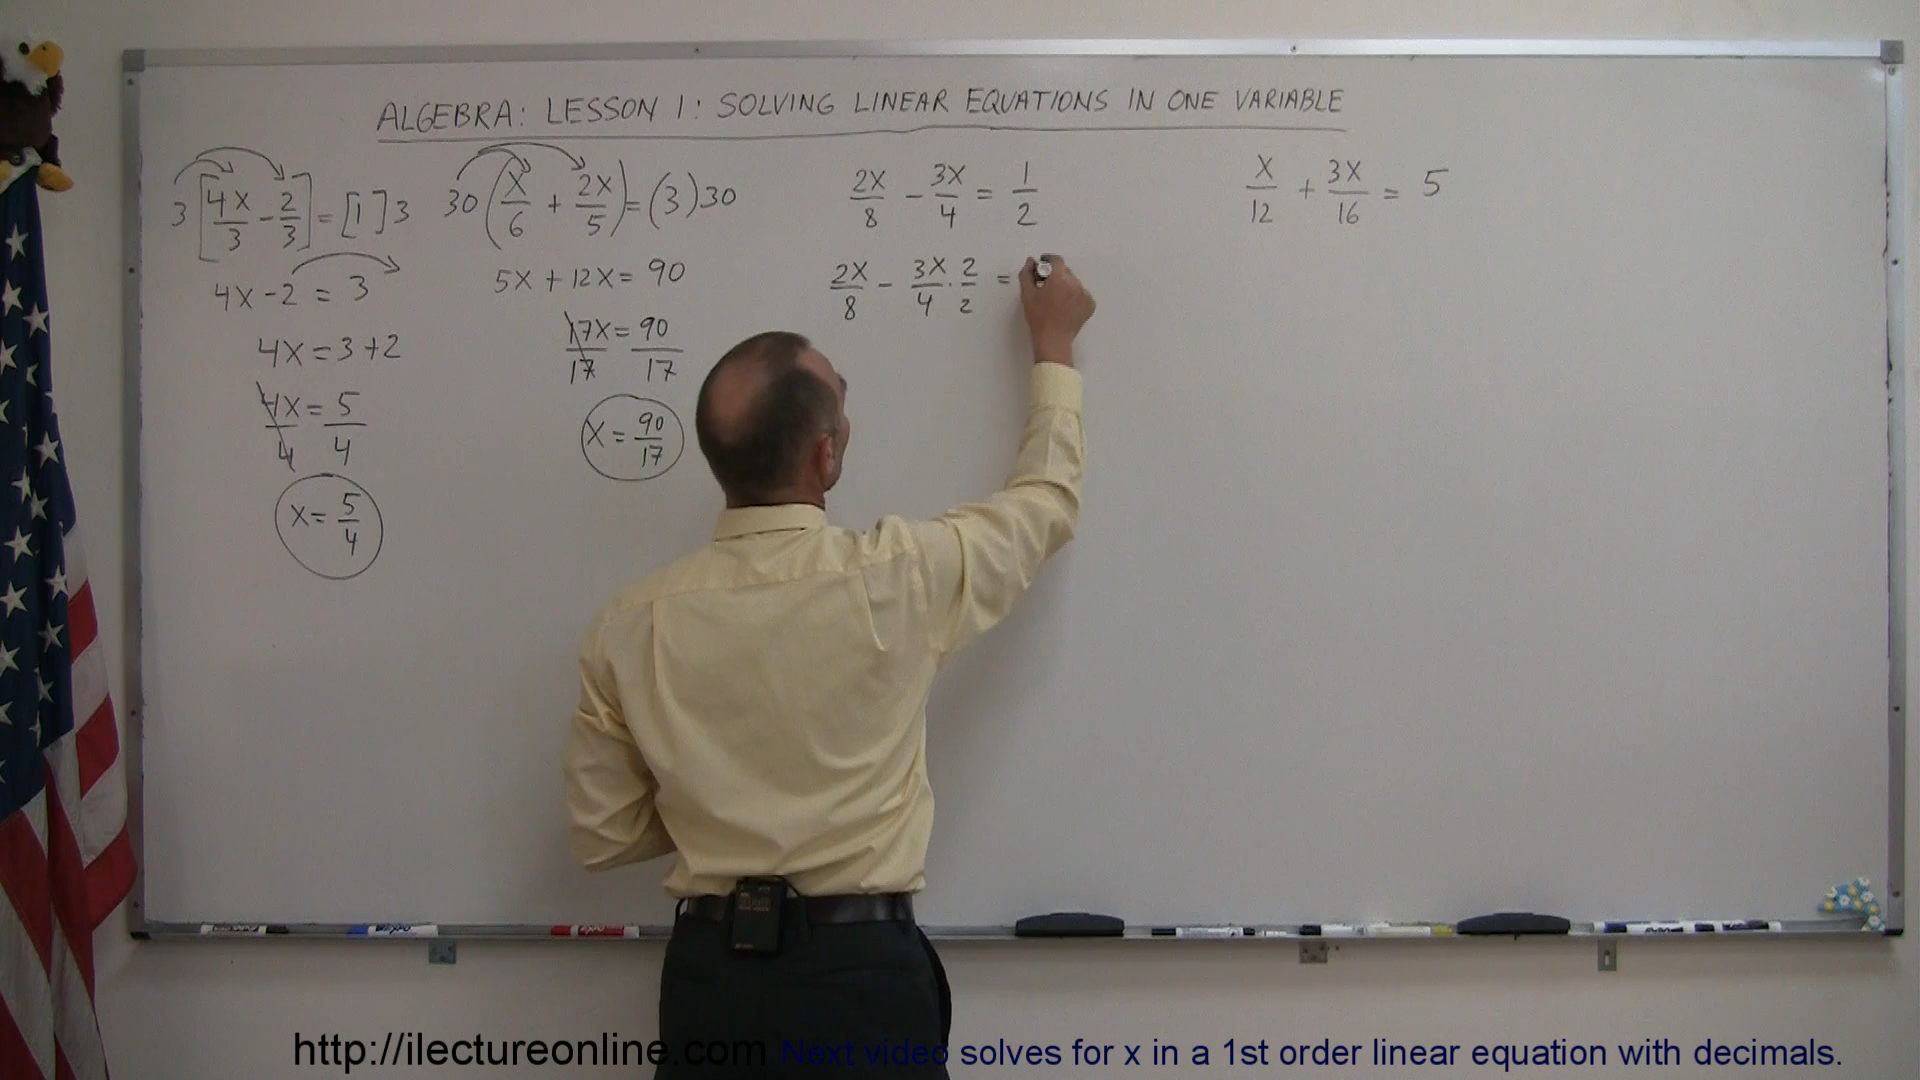 ALGEBRA: LESSON 1: SOLVING LINEAR EQUATIONS IN ONE VARIABLE
3 [4X/3 - 2/3] = [1] 3
4X - 2 = 3
4X = 3 + 2
4X/4 = 5/4
X = 5/4
30 (X/6 + 2X/5) = (3) 30
5X + 12X = 90
17X/17 = 90/17
X = 90/17
2X/8 - 3X/4 = 1/2
2X/8 - 3X/4 · 2/2 =
X/12 + 3X/16 = 5
http://ilectureonline.com Next video solves for x in a 1st order linear equation with decimals.